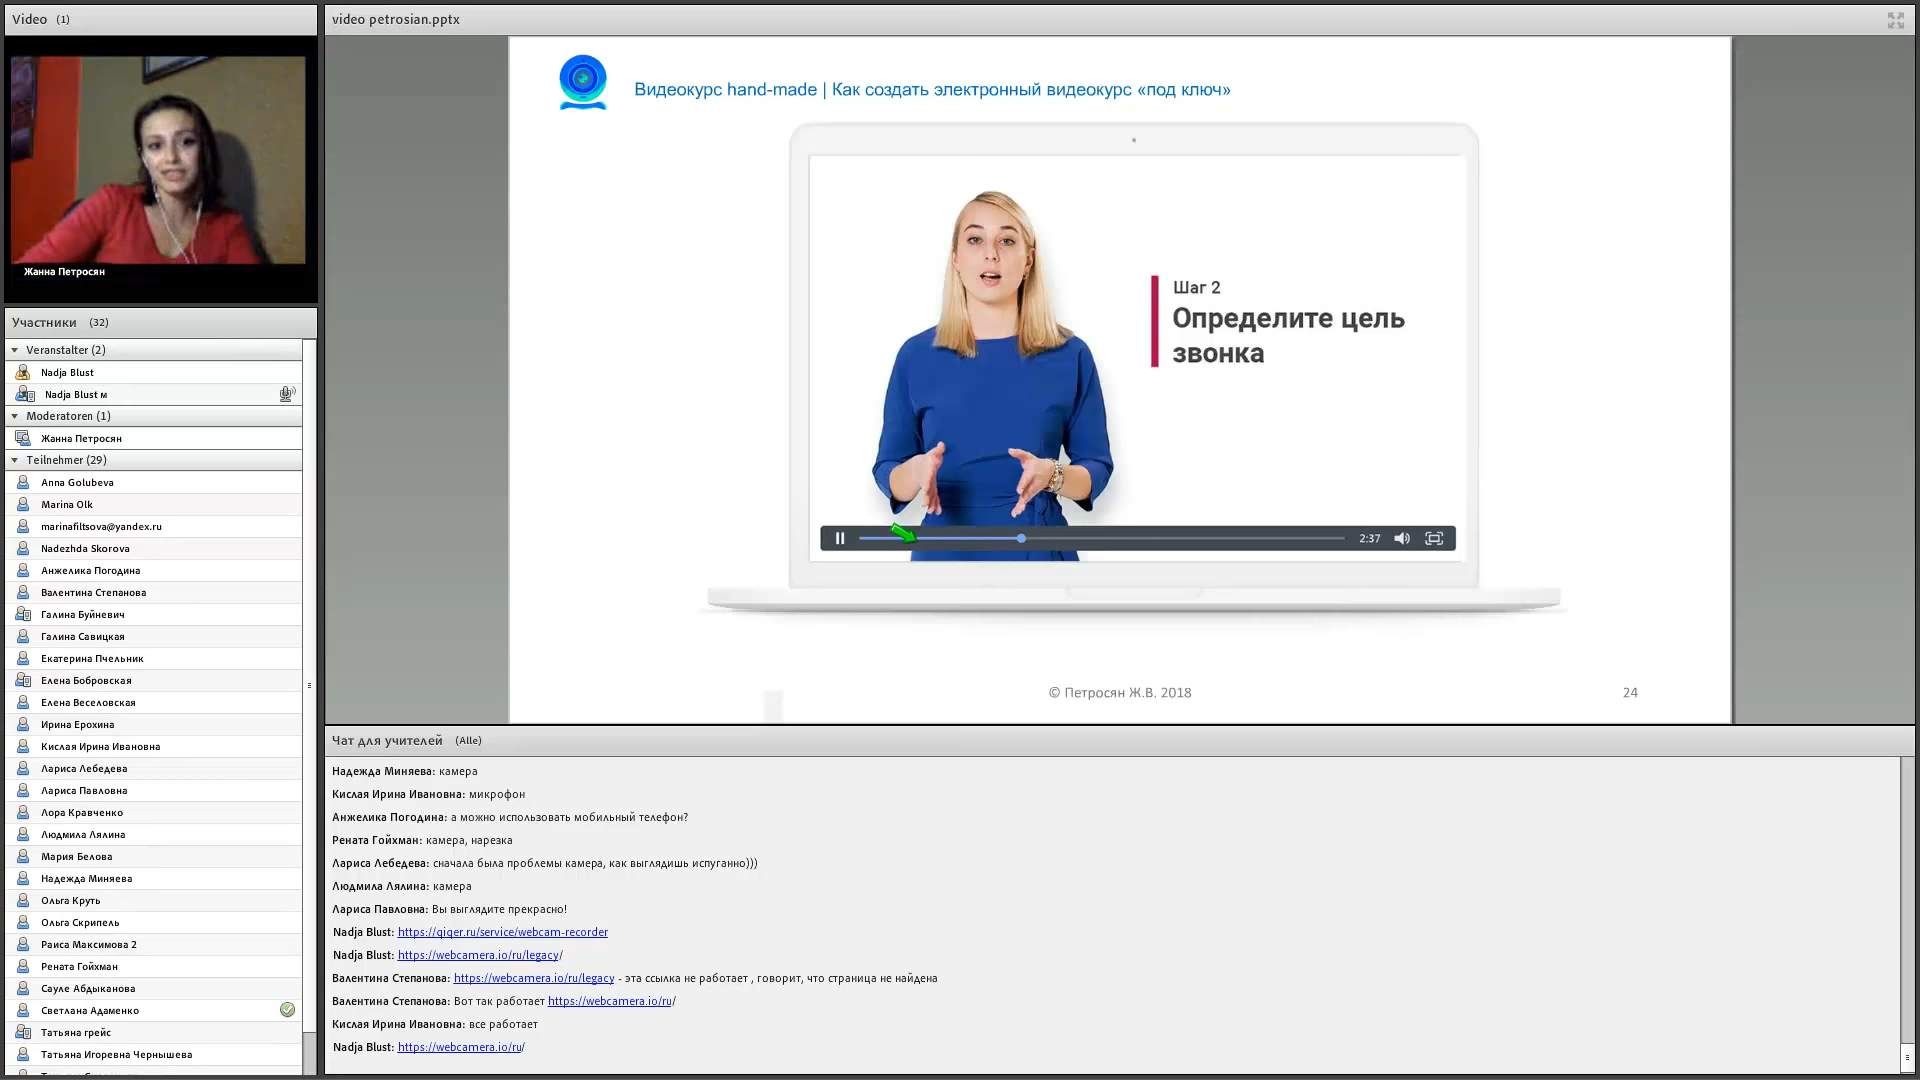 Video (1)
Жанна Петросян
Участники (32)
Veranstalter (2)
Nadja Blust
Nadja Blust м
Moderatoren (1)
Жанна Петросян
Teilnehmer (29)
Anna Golubeva
Marina Olk
marinafiltsova@yandex.ru
Nadezhda Skorova
Анжелика Погодина
Валентина Степанова
Галина Буйневич
Галина Савицкая
Екатерина Пчельник
Елена Бобровская
Елена Веселовская
Ирина Ерохина
Кислая Ирина Ивановна
Лариса Лебедева
Лариса Павловна
Лора Кравченко
Людмила Лялина
Мария Белова
Надежда Миняева
Ольга Круть
Ольга Скрипель
Раиса Максимова 2
Рената Гойхман
Сауле Абдыканова
Светлана Адаменко
Татьяна грейс
Татьяна Игоревна Чернышева
video petrosian.pptx
Видеокурс hand-made | Как создать электронный видеокурс «под ключ»
Шаг 2
Определите цель
звонка
2:37
© Петросян Ж.В. 2018
24
Чат для учителей (Alle)
Надежда Миняева: камера
Кислая Ирина Ивановна: микрофон
Анжелика Погодина: а можно использовать мобильный телефон?
Рената Гойхман: камера, нарезка
Лариса Лебедева: сначала была проблемы камера, как выглядишь испуганно)))
Людмила Лялина: камера
Лариса Павловна: Вы выглядите прекрасно!
Nadja Blust: https://qiqer.ru/service/webcam-recorder
Nadja Blust: https://webcamera.io/ru/legacy/
Валентина Степанова: https://webcamera.io/ru/legacy - эта ссылка не работает , говорит, что страница не найдена
Валентина Степанова: Вот так работает https://webcamera.io/ru/
Кислая Ирина Ивановна: все работает
Nadja Blust: https://webcamera.io/ru/